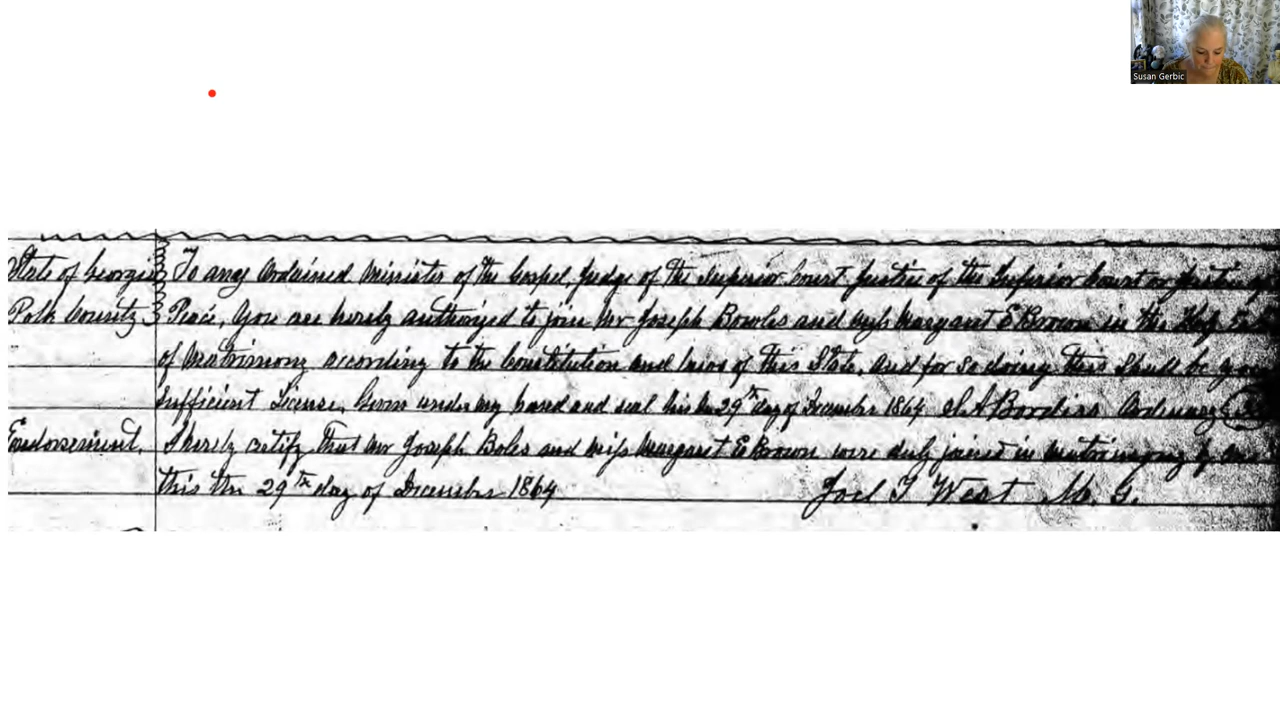 Susan Gerbic
State of Georgia To any Ordained Minister of the Gospel, Judge of the Superior Court Justice of the Inferior Court or Justice of
Polk County Peace, You are hereby authorized to join Mr Joseph Bowles and Miss Margaret E Brown in the Holy
of Matrimony according to the Constitution and laws of this State, and for so doing this Shall be your
Sufficient License, Given under my hand and seal this the 29th day of December 1864 Ordinary
Endorsement, I hereby certify that Mr Joseph Boles and Miss Margaret E Brown were duly joined in matrimony by me
this the 29th day of December 1864 Joel T West M. G.